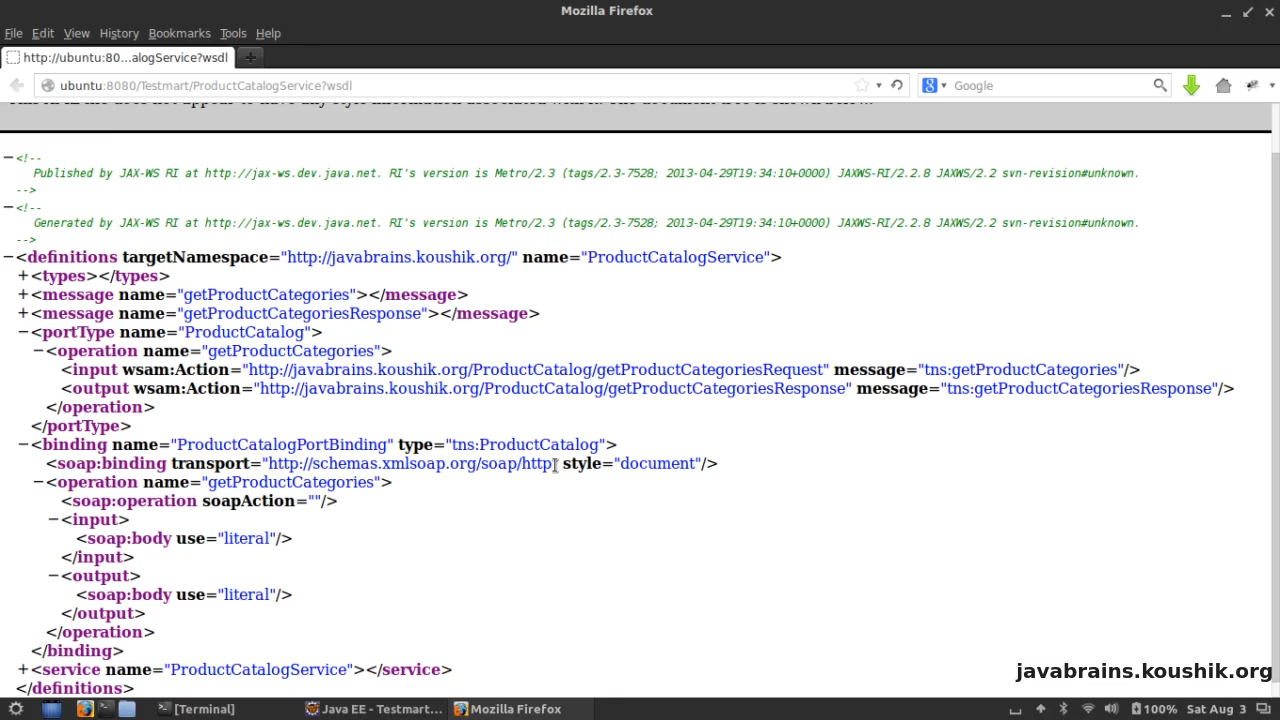 Mozilla Firefox
File Edit View History Bookmarks Tools Help
http://ubuntu:80...alogService?wsdl
ubuntu:8080/Testmart/ProductCatalogService?wsdl
Google
<!--
Published by JAX-WS RI at http://jax-ws.dev.java.net. RI's version is Metro/2.3 (tags/2.3-7528; 2013-04-29T19:34:10+0000) JAXWS-RI/2.2.8 JAXWS/2.2 svn-revision#unknown.
-->
<!--
Generated by JAX-WS RI at http://jax-ws.dev.java.net. RI's version is Metro/2.3 (tags/2.3-7528; 2013-04-29T19:34:10+0000) JAXWS-RI/2.2.8 JAXWS/2.2 svn-revision#unknown.
-->
−<definitions targetNamespace="http://javabrains.koushik.org/" name="ProductCatalogService">
+<types></types>
+<message name="getProductCategories"></message>
+<message name="getProductCategoriesResponse"></message>
−<portType name="ProductCatalog">
−<operation name="getProductCategories">
<input wsam:Action="http://javabrains.koushik.org/ProductCatalog/getProductCategoriesRequest" message="tns:getProductCategories"/>
<output wsam:Action="http://javabrains.koushik.org/ProductCatalog/getProductCategoriesResponse" message="tns:getProductCategoriesResponse"/>
</operation>
</portType>
−<binding name="ProductCatalogPortBinding" type="tns:ProductCatalog">
<soap:binding transport="http://schemas.xmlsoap.org/soap/http" style="document"/>
−<operation name="getProductCategories">
<soap:operation soapAction=""/>
−<input>
<soap:body use="literal"/>
</input>
−<output>
<soap:body use="literal"/>
</output>
</operation>
</binding>
+<service name="ProductCatalogService"></service>
</definitions>
javabrains.koushik.org
[Terminal] Java EE - Testmart... Mozilla Firefox 100% Sat Aug 3